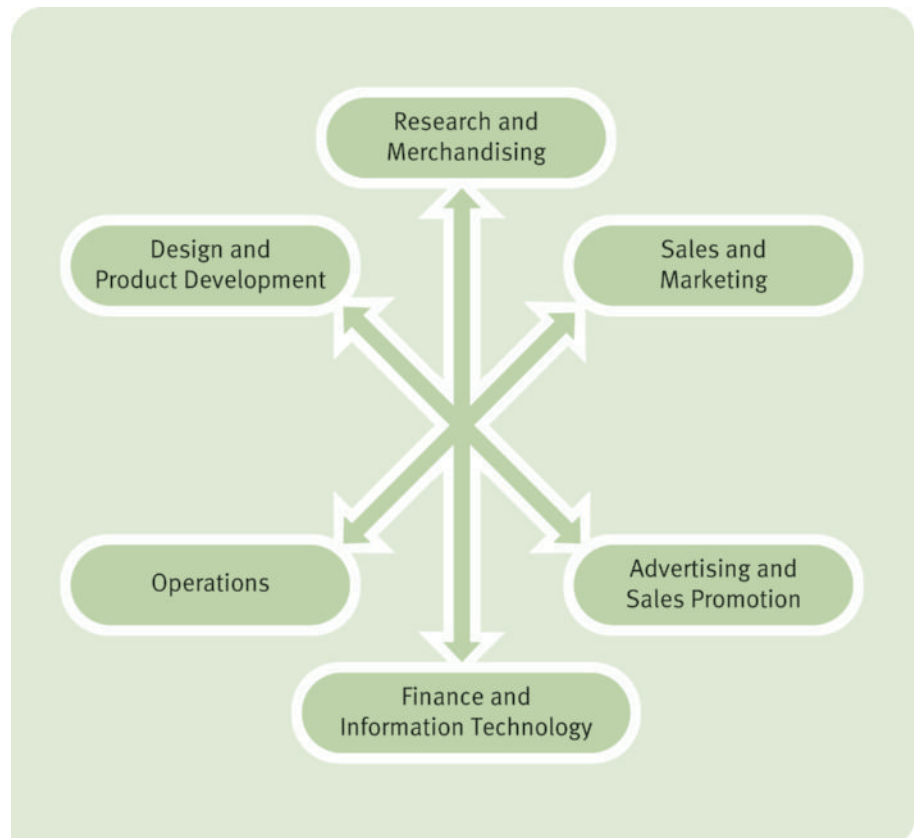 Research and
Merchandising
Design and
Product Development
Sales and
Marketing
Operations
Advertising and
Sales Promotion
Finance and
Information Technology